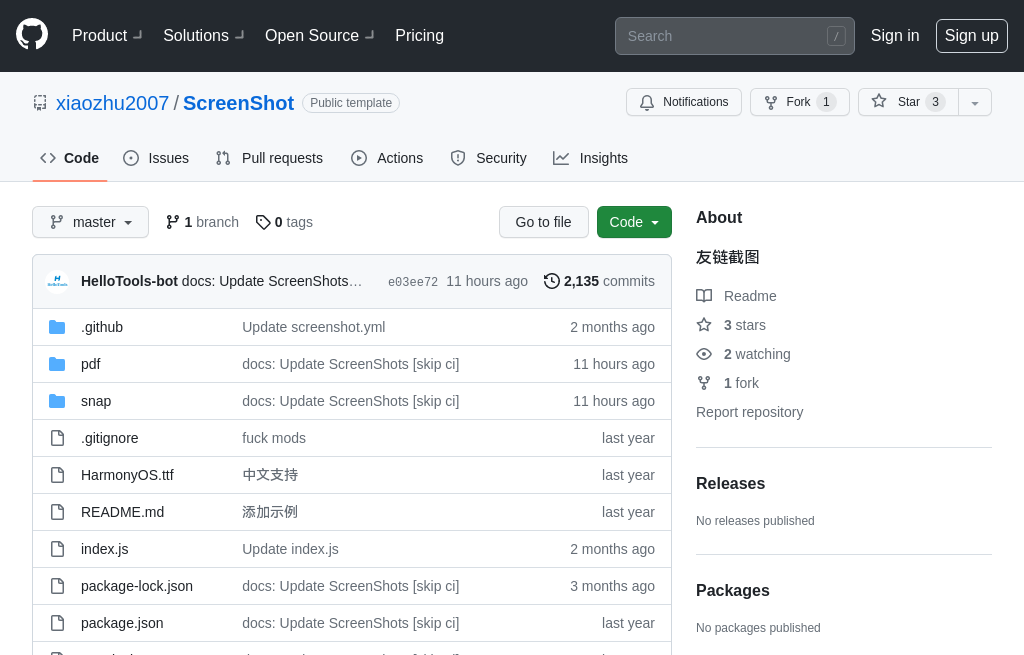 Product Solutions Open Source Pricing Search / Sign in Sign up
xiaozhu2007 / ScreenShot Public template Notifications Fork 1 Star 3
Code Issues Pull requests Actions Security Insights
master 1 branch 0 tags Go to file Code
HelloTools-bot docs: Update ScreenShots… e03ee72 11 hours ago 2,135 commits
.github Update screenshot.yml 2 months ago
pdf docs: Update ScreenShots [skip ci] 11 hours ago
snap docs: Update ScreenShots [skip ci] 11 hours ago
.gitignore fuck mods last year
HarmonyOS.ttf 中文支持 last year
README.md 添加示例 last year
index.js Update index.js 2 months ago
package-lock.json docs: Update ScreenShots [skip ci] 3 months ago
package.json docs: Update ScreenShots [skip ci] last year
About
友链截图
Readme
3 stars
2 watching
1 fork
Report repository
Releases
No releases published
Packages
No packages published